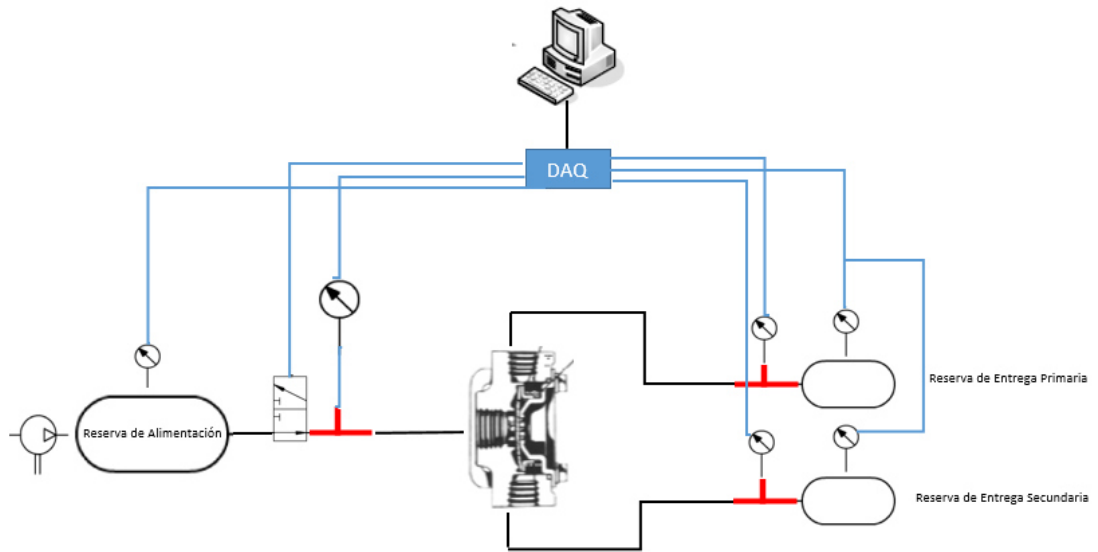 DAQ
Reserva de Alimentación
Reserva de Entrega Primaria
Reserva de Entrega Secundaria